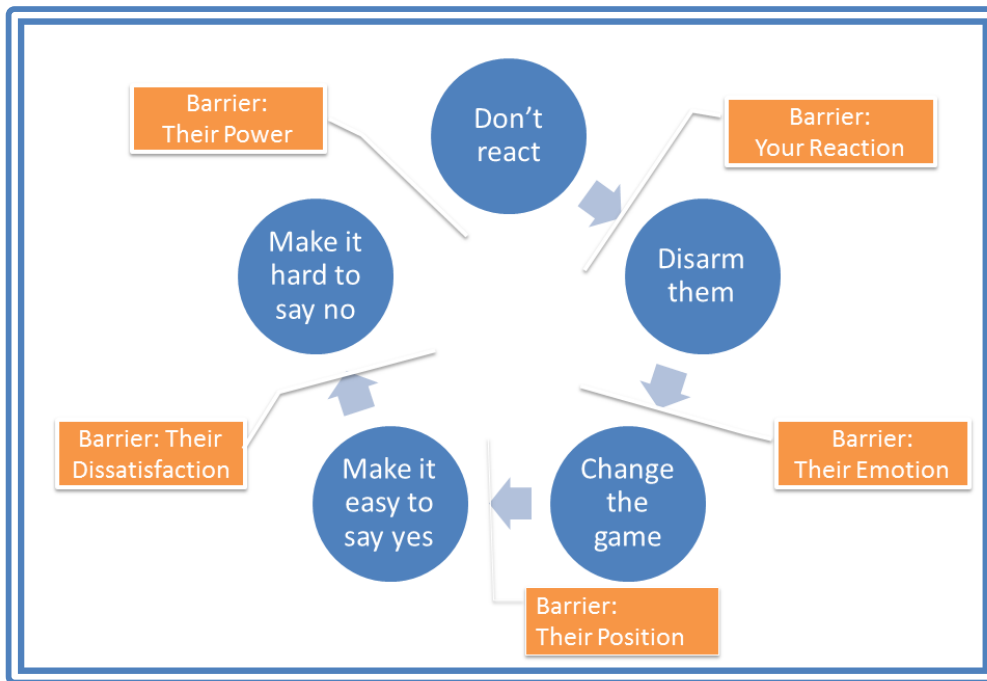 Don’t
react
Barrier:
Your Reaction
Disarm
them
Barrier:
Their Emotion
Change
the
game
Barrier:
Their Position
Make it
easy to
say yes
Barrier: Their
Dissatisfaction
Make it
hard to
say no
Barrier:
Their Power